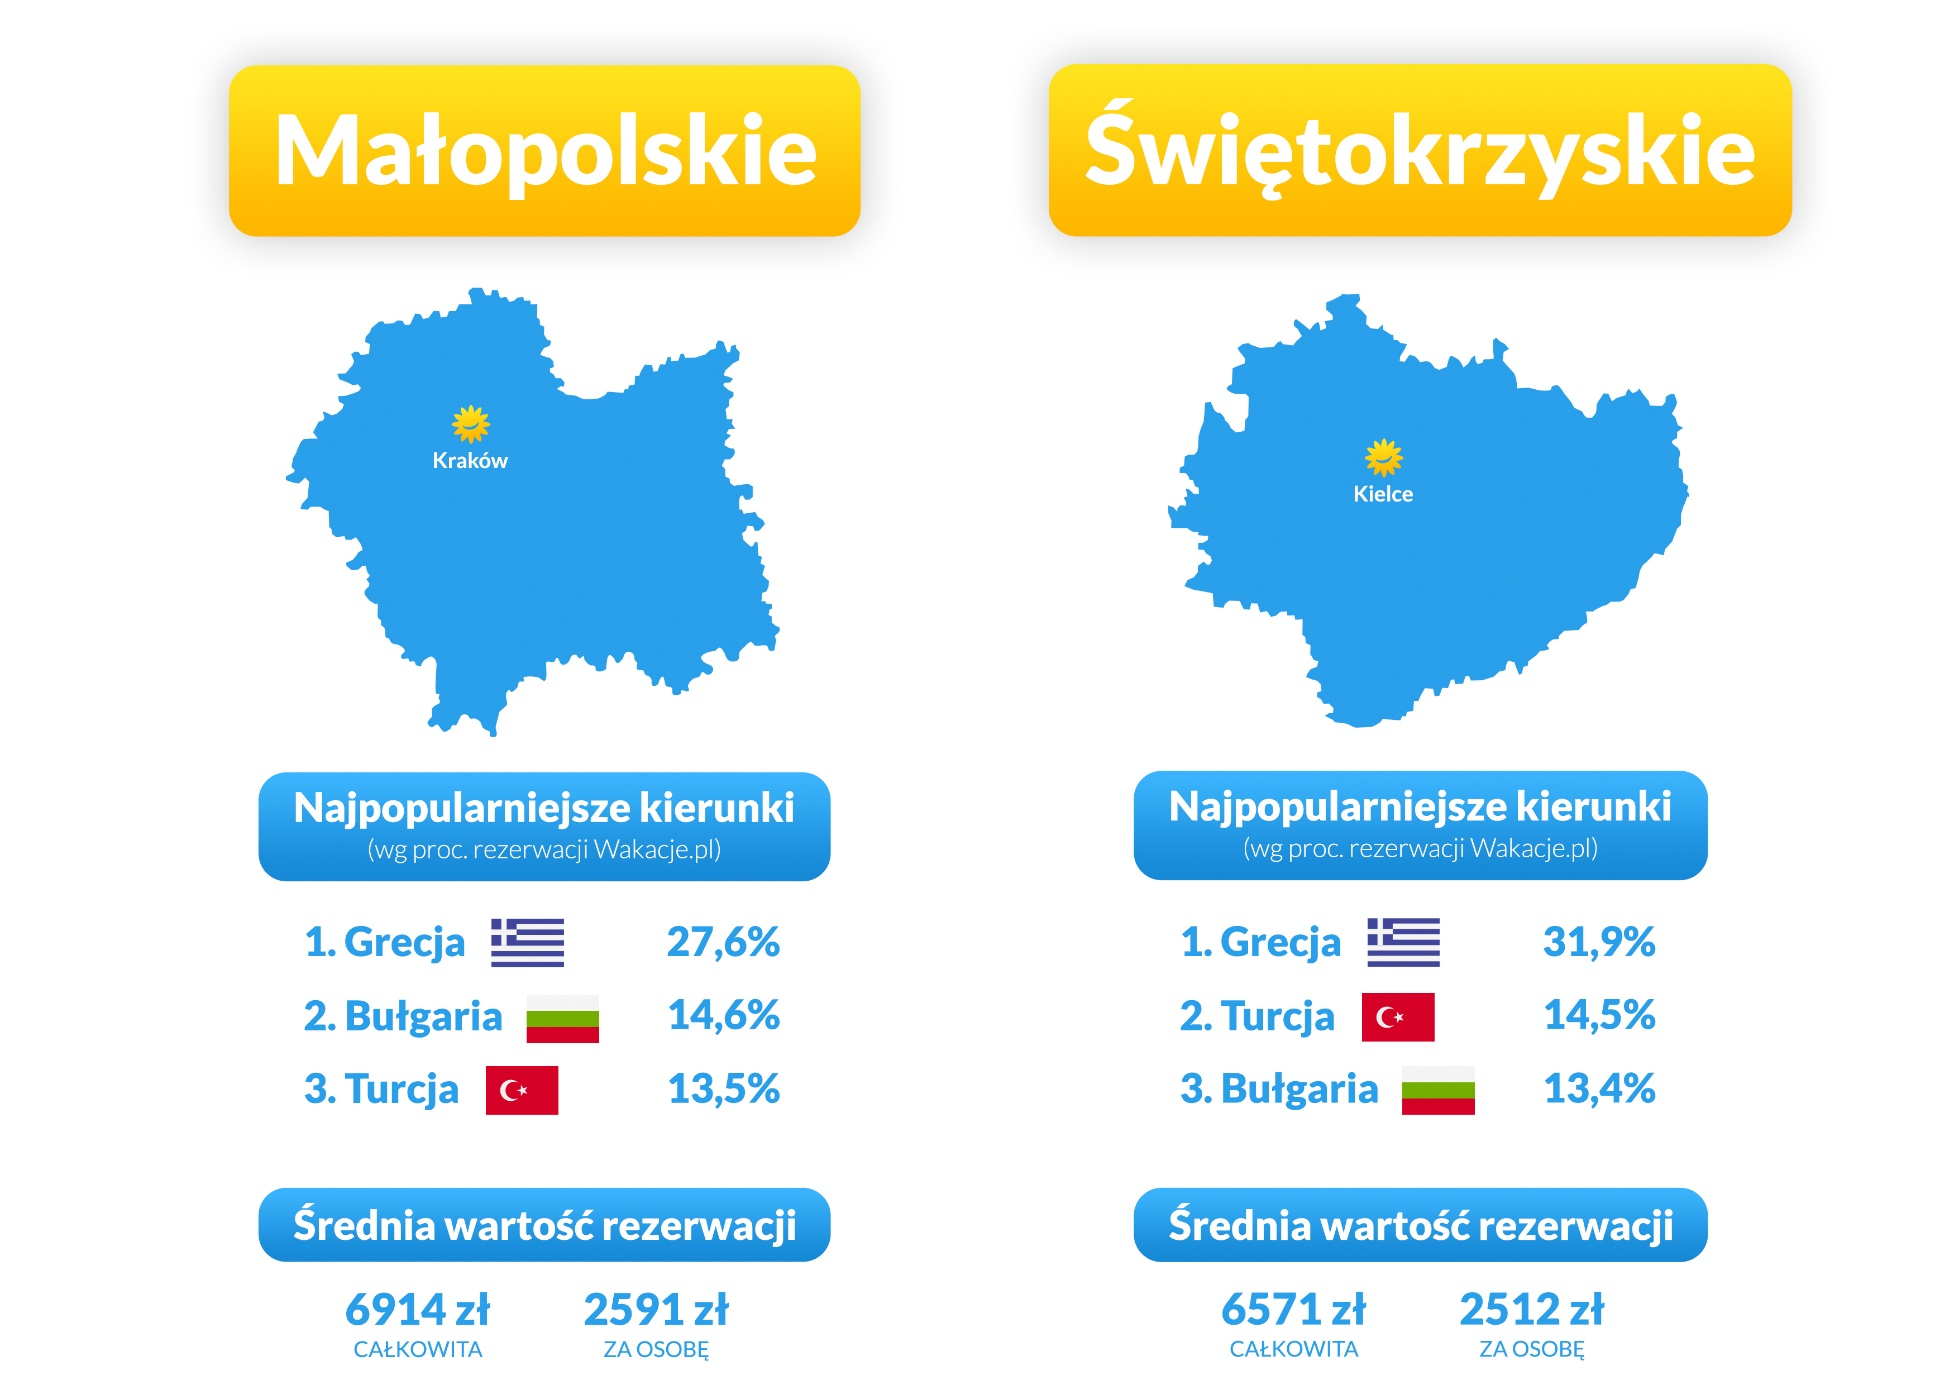 Małopolskie
Kraków
Najpopularniejsze kierunki
(wg proc. rezerwacji Wakacje.pl)
1. Grecja 27,6%
2. Bułgaria 14,6%
3. Turcja 13,5%
Średnia wartość rezerwacji
6914 zł 2591 zł
CAŁKOWITA ZA OSOBĘ
Świętokrzyskie
Kielce
Najpopularniejsze kierunki
(wg proc. rezerwacji Wakacje.pl)
1. Grecja 31,9%
2. Turcja 14,5%
3. Bułgaria 13,4%
Średnia wartość rezerwacji
6571 zł 2512 zł
CAŁKOWITA ZA OSOBĘ